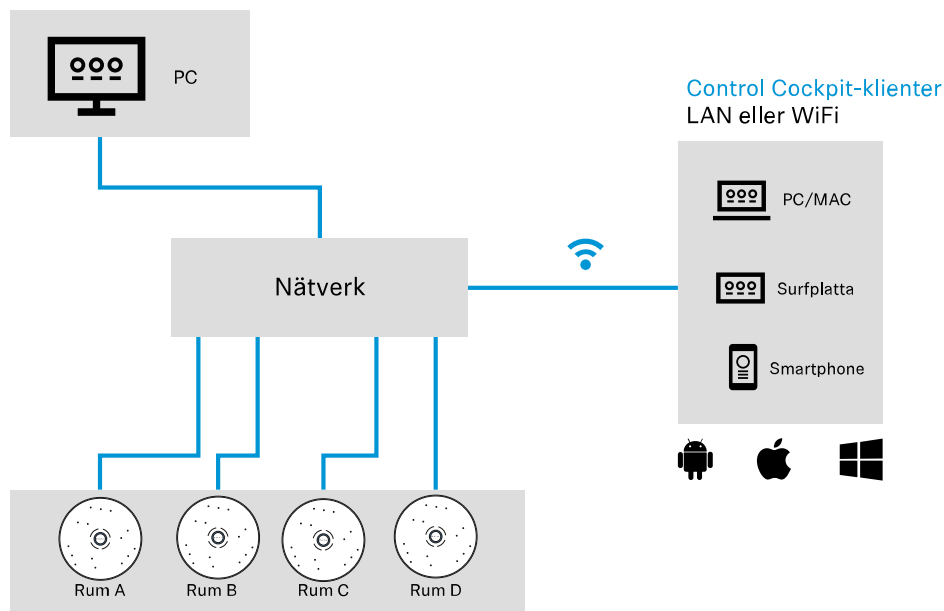 PC
Control Cockpit-klienter
LAN eller WiFi
PC/MAC
Nätverk
Surfplatta
Smartphone
Rum A
Rum B
Rum C
Rum D